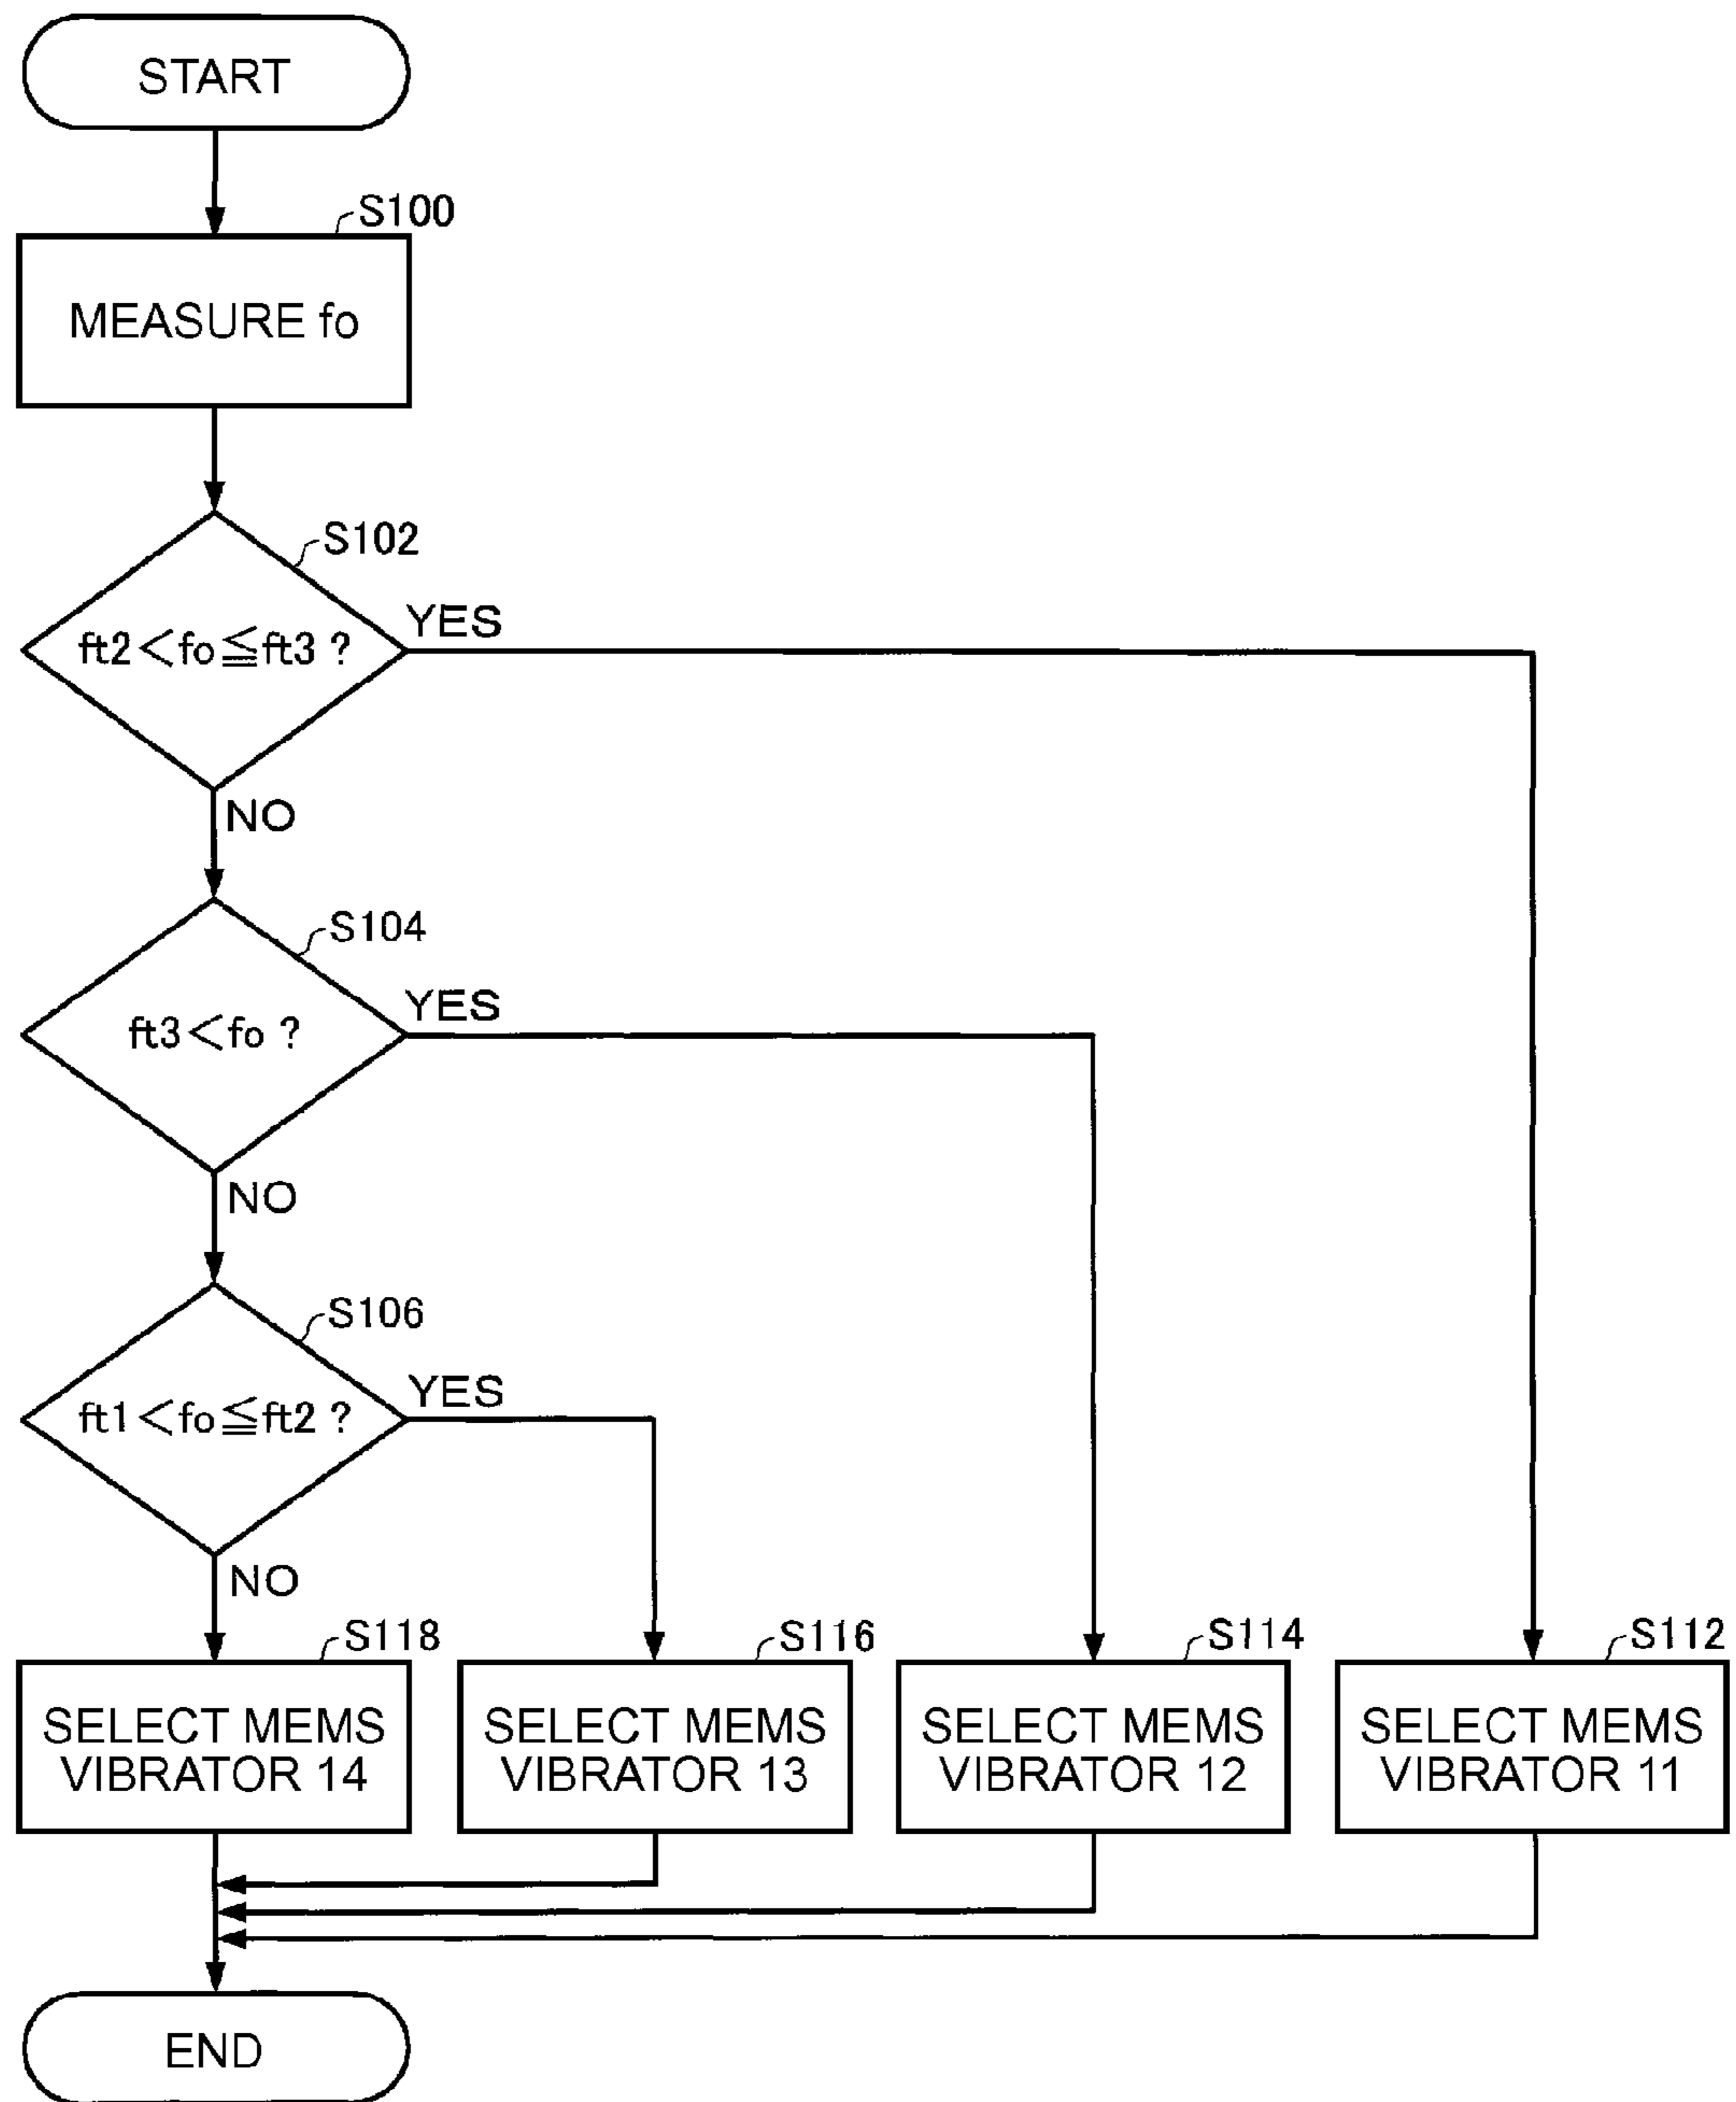 START
S100
MEASURE fo
S102
ft2<fo≦ft3 ?
YES
NO
S104
ft3<fo ?
YES
NO
S106
ft1<fo≦ft2 ?
YES
NO
S118
SELECT MEMS
VIBRATOR 14
S116
SELECT MEMS
VIBRATOR 13
S114
SELECT MEMS
VIBRATOR 12
S112
SELECT MEMS
VIBRATOR 11
END